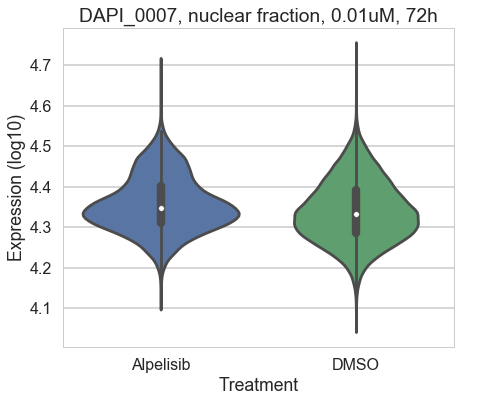 DAPI_0007, nuclear fraction, 0.01uM, 72h
Expression (log10)
4.7
4.6
4.5
4.4
4.3
4.2
4.1
Alpelisib
DMSO
Treatment